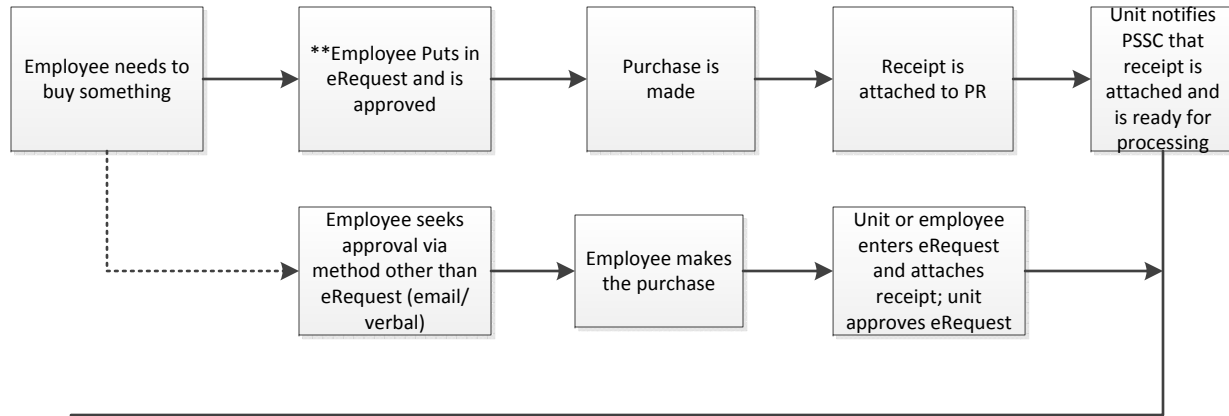 Employee needs to
buy something
**Employee Puts in
eRequest and is
approved
Purchase is
made
Receipt is
attached to PR
Unit notifies
PSSC that
receipt is
attached and
is ready for
processing
Employee seeks
approval via
method other than
eRequest (email/
verbal)
Employee makes
the purchase
Unit or employee
enters eRequest
and attaches
receipt; unit
approves eRequest